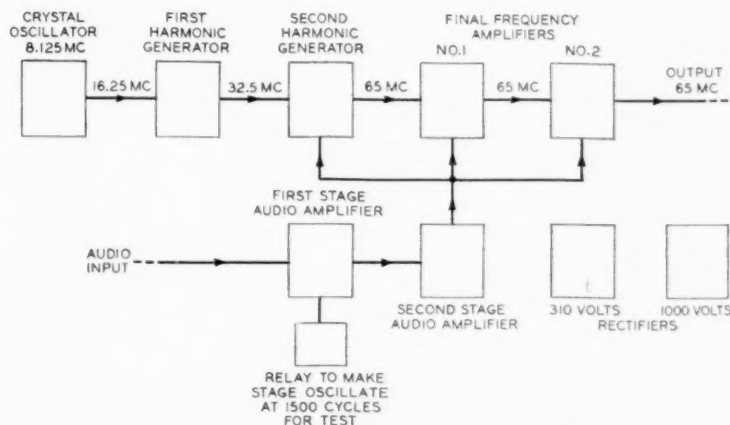 CRYSTAL
OSCILLATOR
8.125 MC
FIRST
HARMONIC
GENERATOR
SECOND
HARMONIC
GENERATOR
FINAL FREQUENCY
AMPLIFIERS
NO.1
NO.2
16.25 MC
32.5 MC
65 MC
65 MC
OUTPUT
65 MC
FIRST STAGE
AUDIO AMPLIFIER
AUDIO
INPUT
SECOND STAGE
AUDIO AMPLIFIER
310 VOLTS
1000 VOLTS
RECTIFIERS
RELAY TO MAKE
STAGE OSCILLATE
AT 1500 CYCLES
FOR TEST